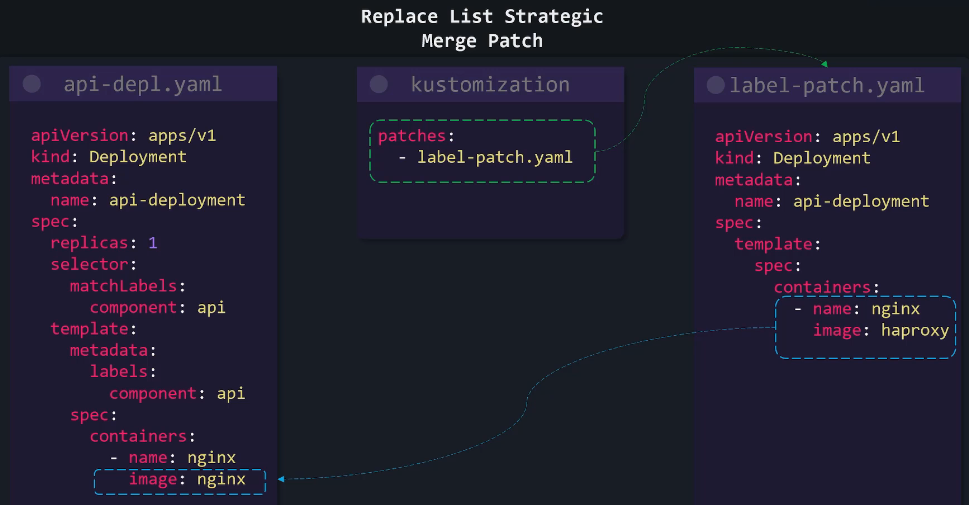 Replace List Strategic
Merge Patch
api-depl.yaml
apiVersion: apps/v1
kind: Deployment
metadata:
  name: api-deployment
spec:
  replicas: 1
  selector:
    matchLabels:
      component: api
  template:
    metadata:
      labels:
        component: api
    spec:
      containers:
        - name: nginx
          image: nginx
kustomization
patches:
  - label-patch.yaml
label-patch.yaml
apiVersion: apps/v1
kind: Deployment
metadata:
  name: api-deployment
spec:
  template:
    spec:
      containers:
        - name: nginx
          image: haproxy